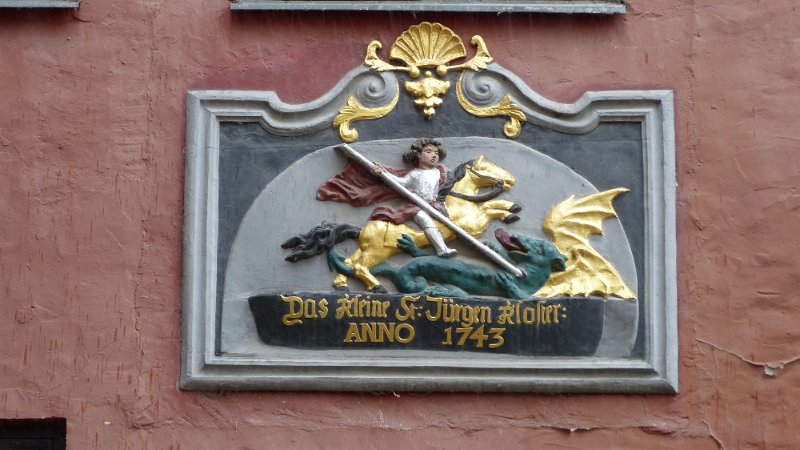 Das Kleine St: Jürgen Kloster:
ANNO 1743